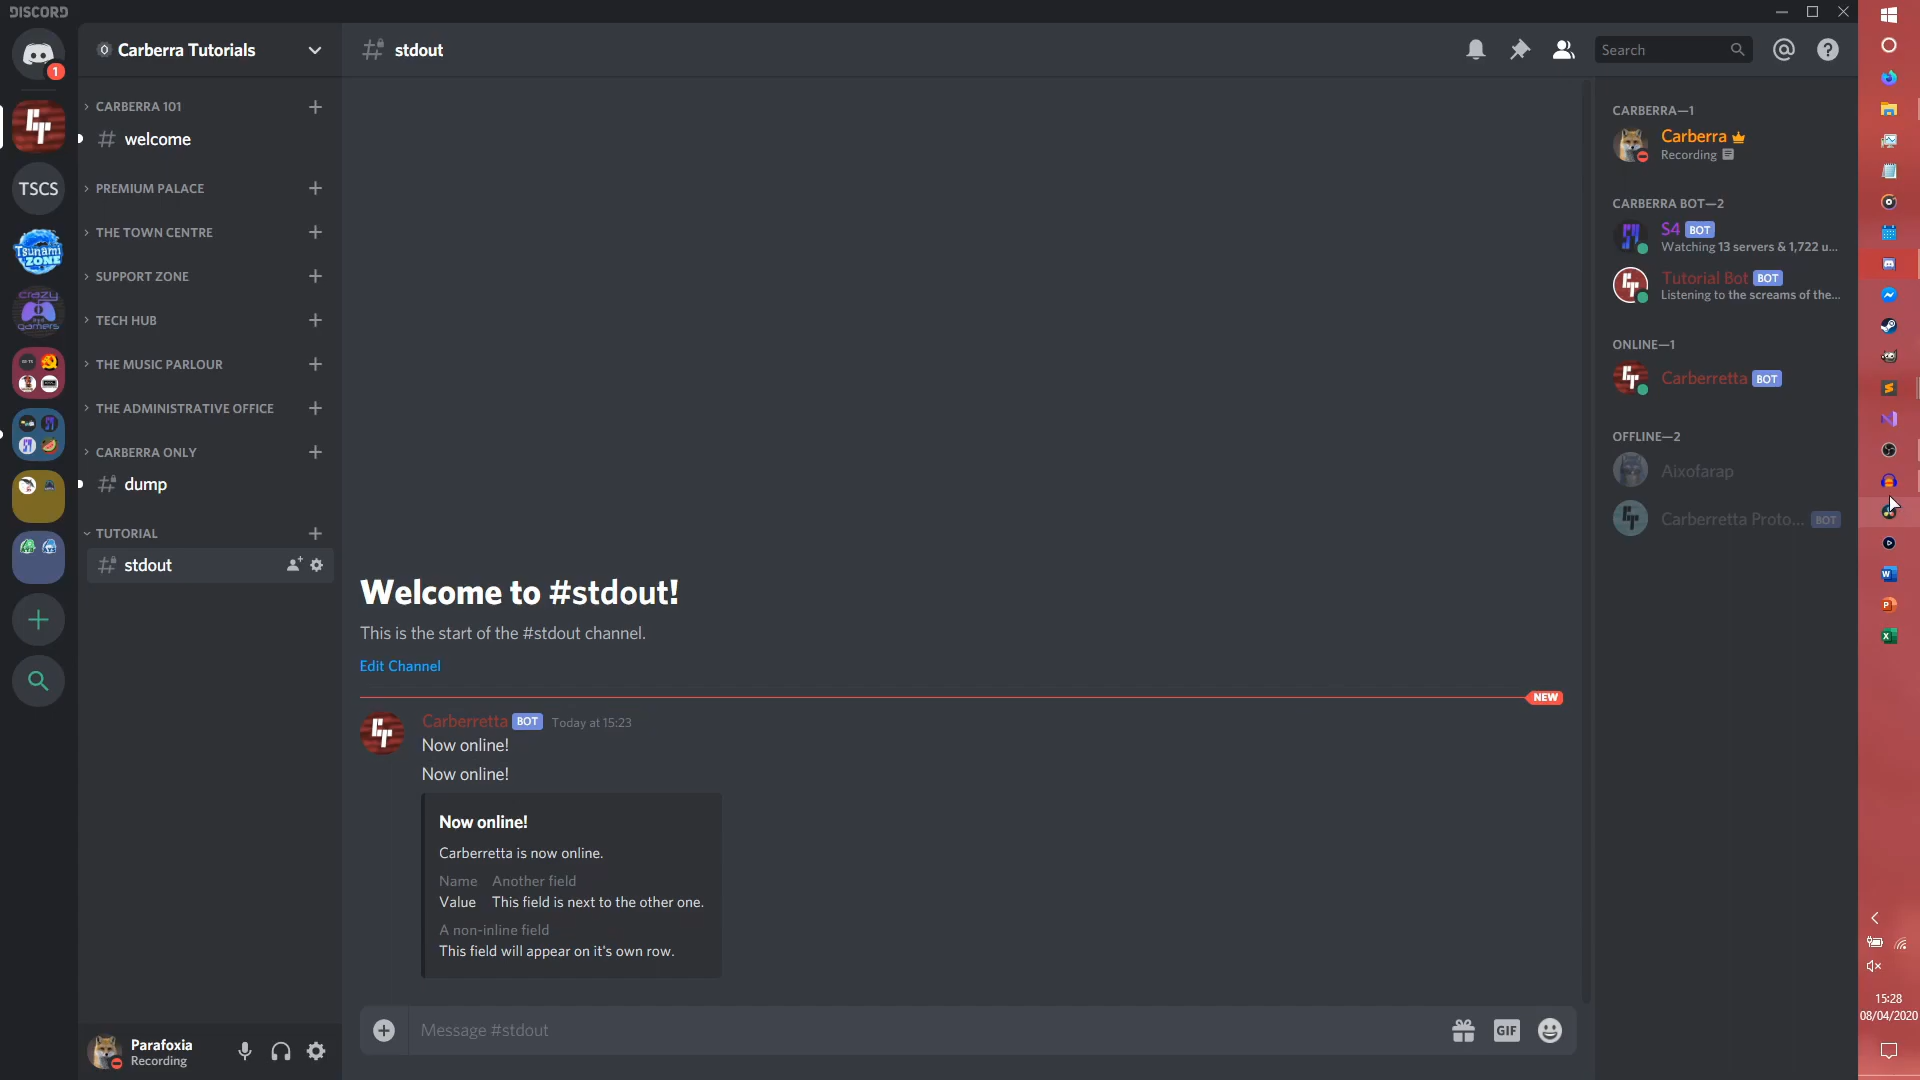 DISCORD
1
Carberra Tutorials
CARBERRA 101
welcome
TSCS
PREMIUM PALACE
Tsunami
ZONE
THE TOWN CENTRE
SUPPORT ZONE
crazy
gamers
TECH HUB
THE MUSIC PARLOUR
THE ADMINISTRATIVE OFFICE
CARBERRA ONLY
dump
TUTORIAL
stdout
Parafoxia
Recording
stdout
Search
Welcome to #stdout!
This is the start of the #stdout channel.
Edit Channel
NEW
Carberretta BOT Today at 15:23
Now online!
Now online!
Now online!
Carberretta is now online.
Name Another field
Value This field is next to the other one.
A non-inline field
This field will appear on it's own row.
Message #stdout
GIF
CARBERRA—1
Carberra
Recording
CARBERRA BOT—2
S4 BOT
Watching 13 servers & 1,722 u...
Tutorial Bot BOT
Listening to the screams of the...
ONLINE—1
Carberretta BOT
OFFLINE—2
Aixofarap
Carberretta Proto... BOT
15:28
08/04/2020